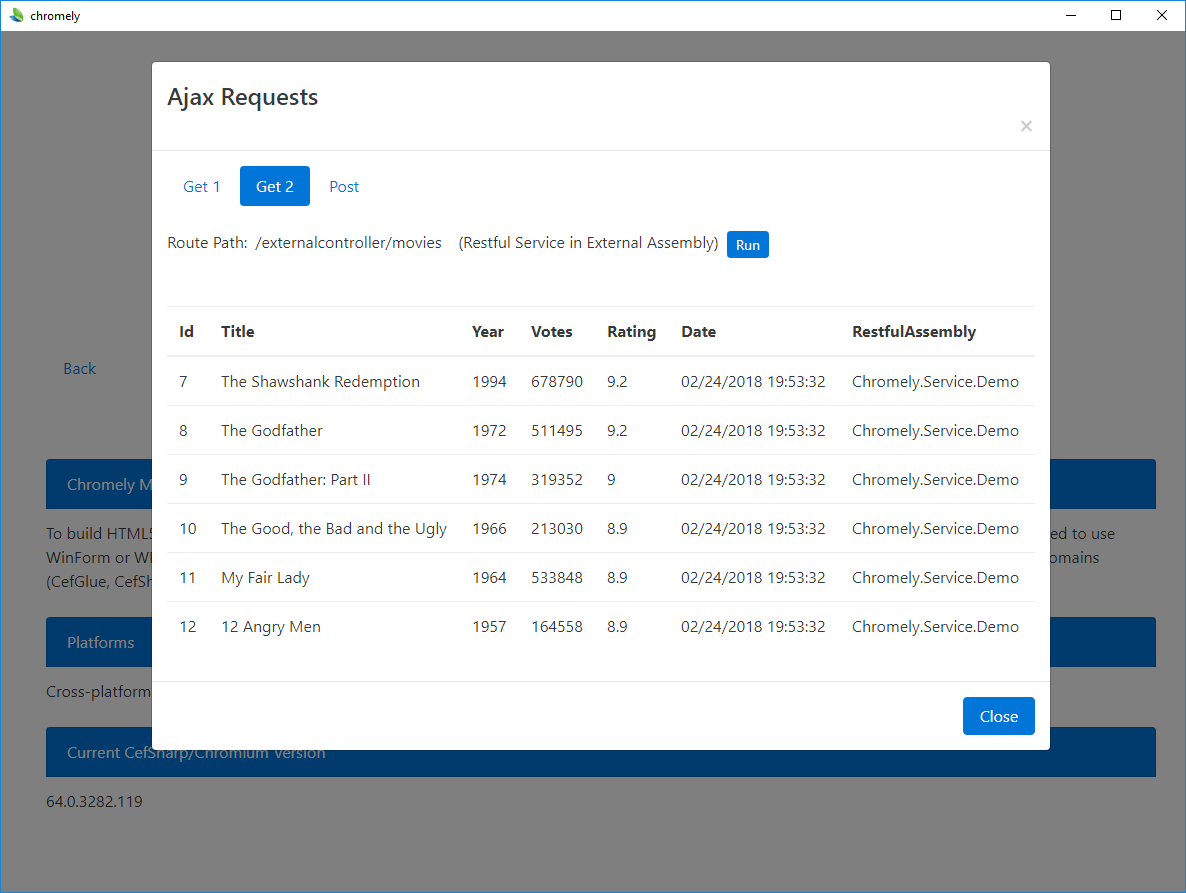 chromely
Ajax Requests
×
Get 1 Get 2 Post
Route Path: /externalcontroller/movies (Restful Service in External Assembly) Run
Id Title Year Votes Rating Date RestfulAssembly
7 The Shawshank Redemption 1994 678790 9.2 02/24/2018 19:53:32 Chromely.Service.Demo
8 The Godfather 1972 511495 9.2 02/24/2018 19:53:32 Chromely.Service.Demo
9 The Godfather: Part II 1974 319352 9 02/24/2018 19:53:32 Chromely.Service.Demo
10 The Good, the Bad and the Ugly 1966 213030 8.9 02/24/2018 19:53:32 Chromely.Service.Demo
11 My Fair Lady 1964 533848 8.9 02/24/2018 19:53:32 Chromely.Service.Demo
12 12 Angry Men 1957 164558 8.9 02/24/2018 19:53:32 Chromely.Service.Demo
Close
Back
Chromely
To build HTML5 ed to use
WinForm or omains
(CefGlue,
Platforms
Cross-platform
Current CefSharp/Chromium Version
64.0.3282.119